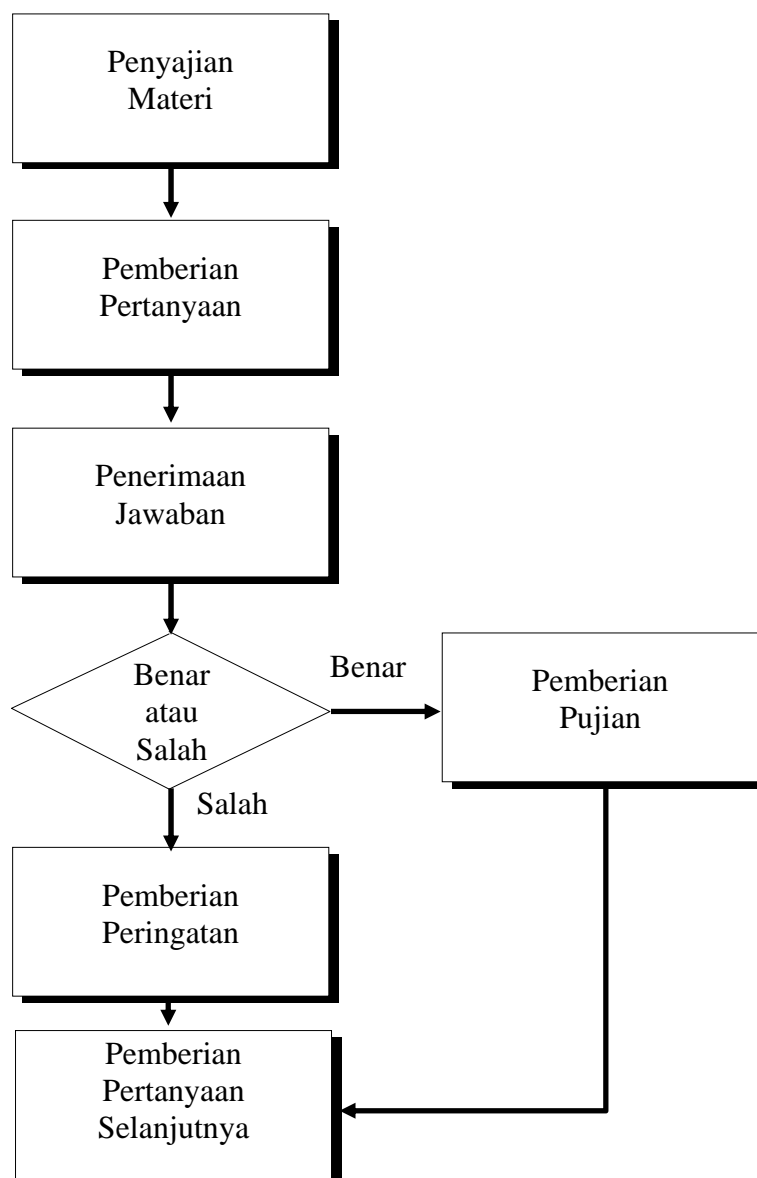 Penyajian
Materi
Pemberian
Pertanyaan
Penerimaan
Jawaban
Benar
atau
Salah
Benar
Pemberian
Pujian
Salah
Pemberian
Peringatan
Pemberian
Pertanyaan
Selanjutnya